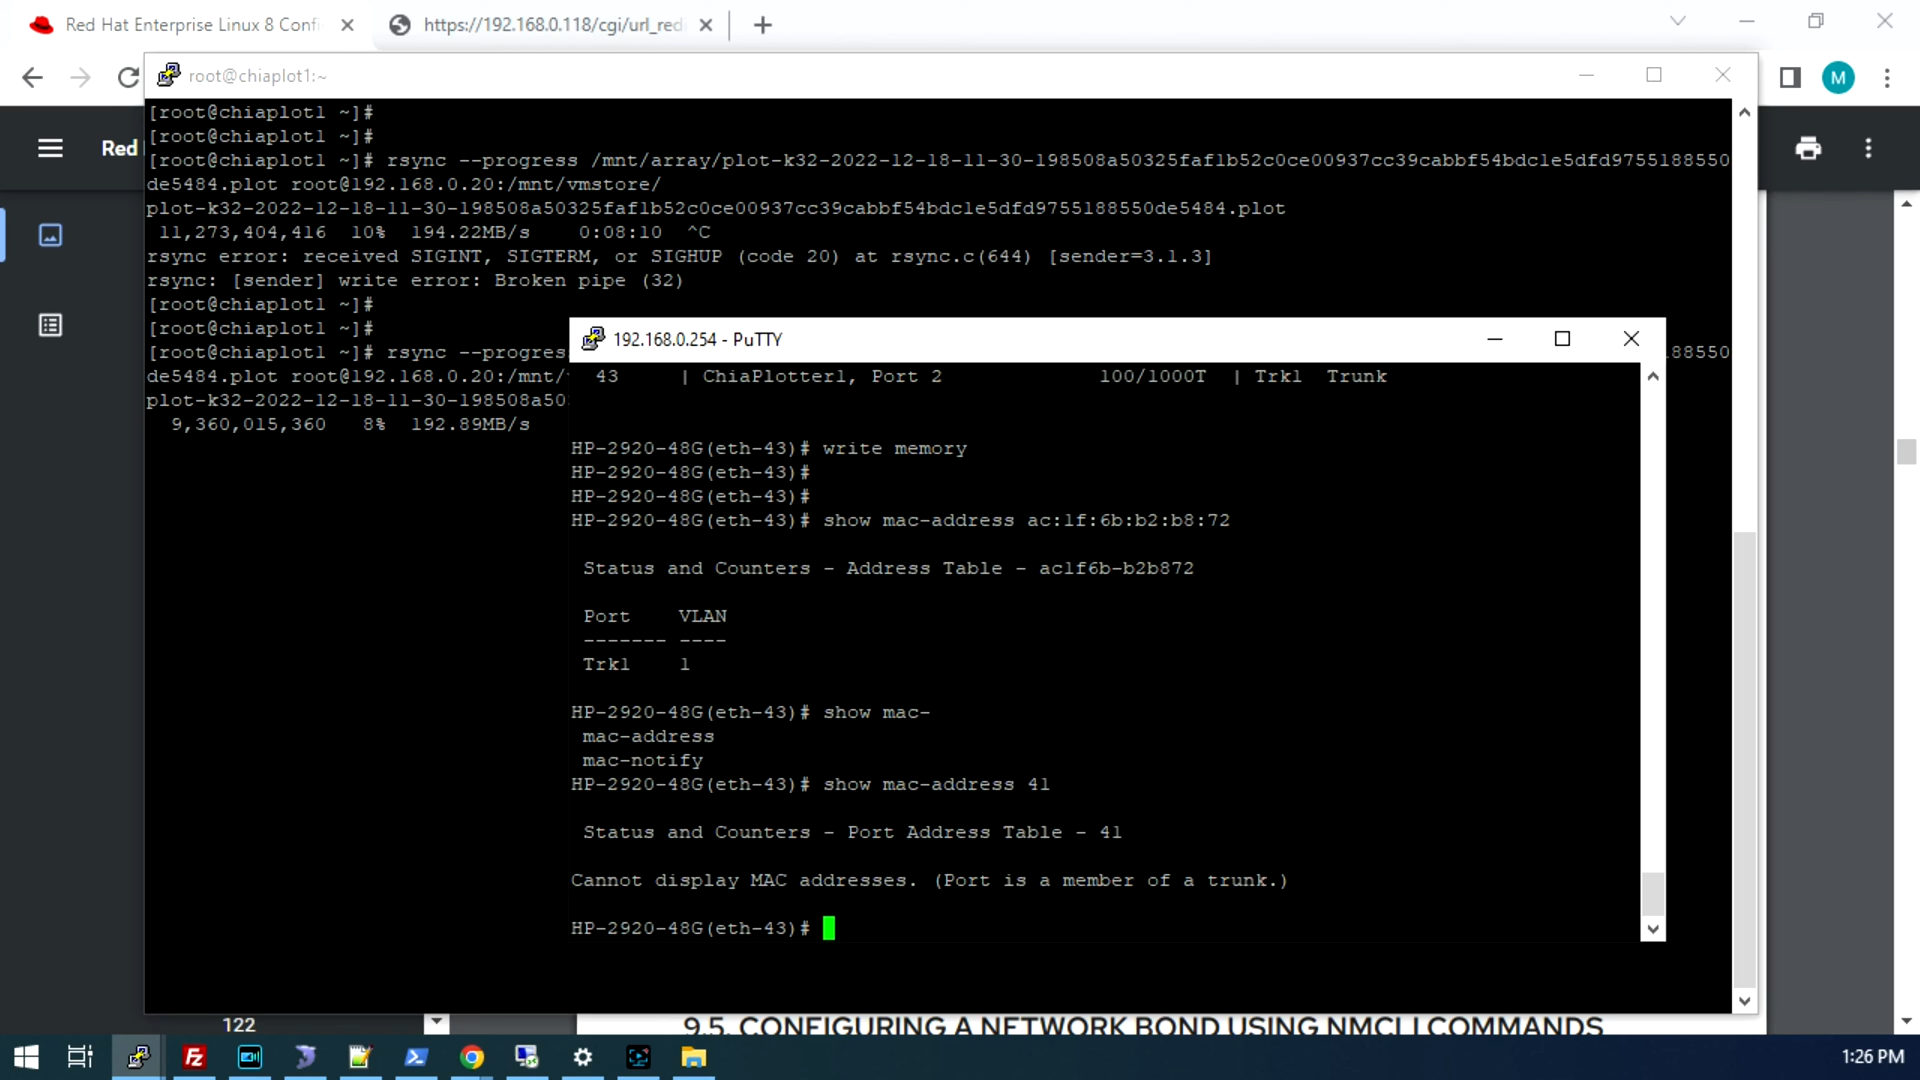 Red Hat Enterprise Linux 8 Confi
https://192.168.0.118/cgi/url_redi
root@chiaplot1:~
M
Red
[root@chiaplot1 ~]#
[root@chiaplot1 ~]#
[root@chiaplot1 ~]# rsync --progress /mnt/array/plot-k32-2022-12-18-11-30-198508a50325faf1b52c0ce00937cc39cabbf54bdc1e5dfd9755188550
de5484.plot root@192.168.0.20:/mnt/vmstore/
plot-k32-2022-12-18-11-30-198508a50325faf1b52c0ce00937cc39cabbf54bdc1e5dfd9755188550de5484.plot
11,273,404,416 10% 194.22MB/s 0:08:10 ^C
rsync error: received SIGINT, SIGTERM, or SIGHUP (code 20) at rsync.c(644) [sender=3.1.3]
rsync: [sender] write error: Broken pipe (32)
[root@chiaplot1 ~]#
[root@chiaplot1 ~]#
[root@chiaplot1 ~]# rsync --progres
88550
de5484.plot root@192.168.0.20:/mnt/
plot-k32-2022-12-18-11-30-198508a50
9,360,015,360 8% 192.89MB/s
192.168.0.254 - PuTTY
43 | ChiaPlotter1, Port 2 100/1000T | Trk1 Trunk
HP-2920-48G(eth-43)# write memory
HP-2920-48G(eth-43)#
HP-2920-48G(eth-43)#
HP-2920-48G(eth-43)# show mac-address ac:1f:6b:b2:b8:72
Status and Counters - Address Table - ac1f6b-b2b872
Port VLAN
------- ----
Trk1 1
HP-2920-48G(eth-43)# show mac-
mac-address
mac-notify
HP-2920-48G(eth-43)# show mac-address 41
Status and Counters - Port Address Table - 41
Cannot display MAC addresses. (Port is a member of a trunk.)
HP-2920-48G(eth-43)#
122
9.5. CONFIGURING A NETWORK BOND USING NMCLI COMMANDS
1:26 PM